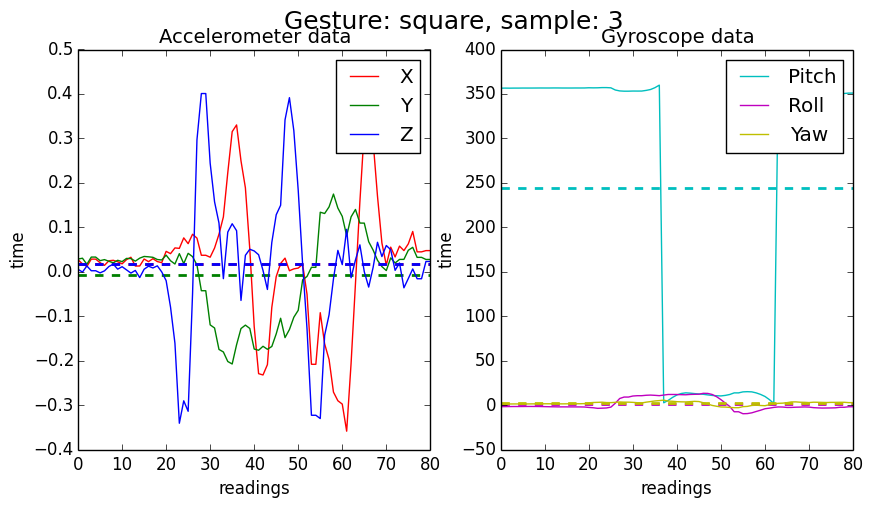 Gesture: square, sample: 3
Accelerometer data
Gyroscope data
0.5
0.4
0.3
0.2
0.1
0.0
−0.1
−0.2
−0.3
−0.4
time
X
Y
Z
0 10 20 30 40 50 60 70 80
readings
400
350
300
250
200
150
100
50
0
−50
time
Pitch
Roll
Yaw
0 10 20 30 40 50 60 70 80
readings